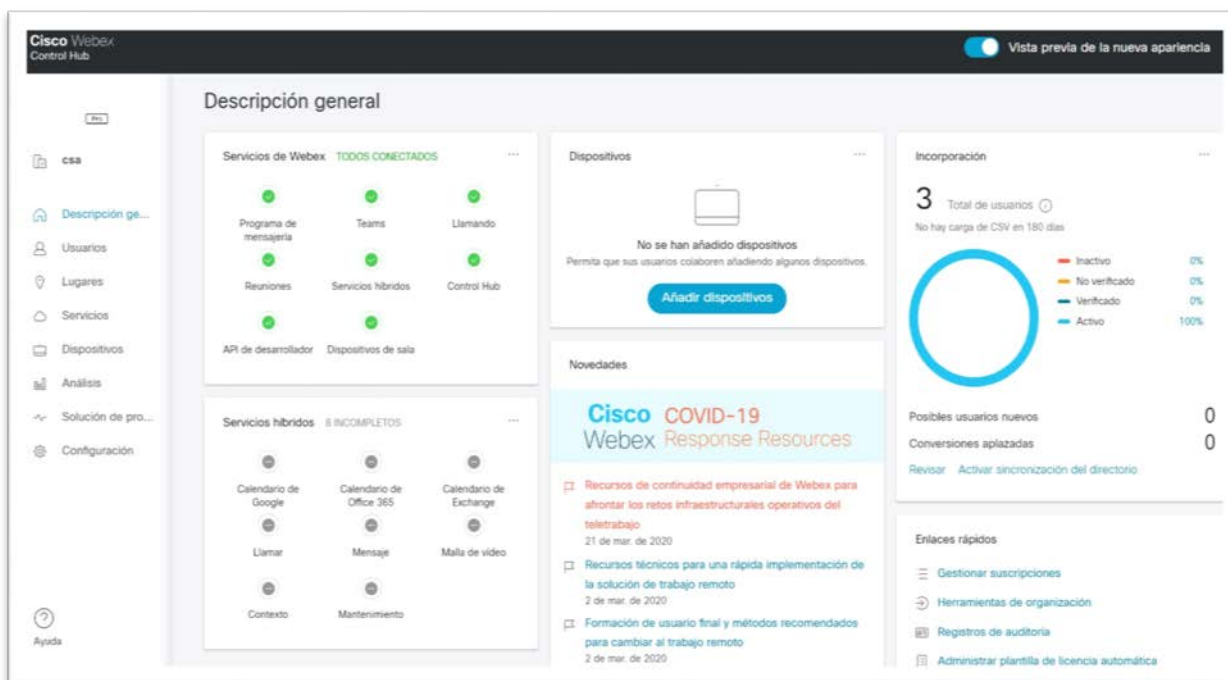 Cisco Webex
Control Hub
Vista previa de la nueva apariencia
Pro
csa
Descripción ge...
Usuarios
Lugares
Servicios
Dispositivos
Análisis
Solución de pro...
Configuración
Ayuda
Descripción general
Servicios de Webex TODOS CONECTADOS
Programa de
mensajería
Teams
Llamando
Reuniones
Servicios híbridos
Control Hub
API de desarrollador
Dispositivos de sala
Servicios híbridos 8 INCOMPLETOS
Calendario de
Google
Calendario de
Office 365
Calendario de
Exchange
Llamar
Mensaje
Malla de vídeo
Contexto
Mantenimiento
Dispositivos
No se han añadido dispositivos
Permita que sus usuarios colaboren añadiendo algunos dispositivos.
Añadir dispositivos
Novedades
Cisco COVID-19
Webex Response Resources
Recursos de continuidad empresarial de Webex para
afrontar los retos infraestructurales operativos del
teletrabajo
21 de mar. de 2020
Recursos técnicos para una rápida implementación de
la solución de trabajo remoto
2 de mar. de 2020
Formación de usuario final y métodos recomendados
para cambiar al trabajo remoto
2 de mar. de 2020
Incorporación
3 Total de usuarios
No hay carga de CSV en 180 días
Inactivo 0%
No verificado 0%
Verificado 0%
Activo 100%
Posibles usuarios nuevos 0
Conversiones aplazadas 0
Revisar Activar sincronización del directorio
Enlaces rápidos
Gestionar suscripciones
Herramientas de organización
Registros de auditoría
Administrar plantilla de licencia automática